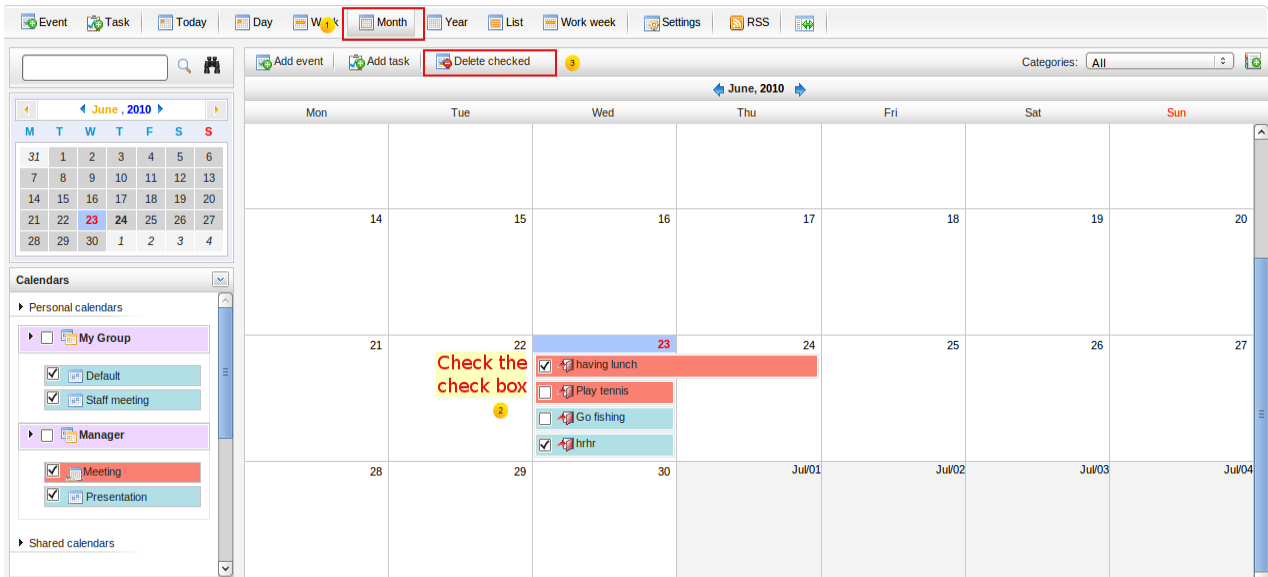 Event Task Today Day W k 1 Month Year List Work week Settings RSS
Add event Add task Delete checked 3 Categories: All
June, 2010
Mon Tue Wed Thu Fri Sat Sun
June , 2010
M T W T F S S
31 1 2 3 4 5 6
7 8 9 10 11 12 13
14 15 16 17 18 19 20
21 22 23 24 25 26 27
28 29 30 1 2 3 4
Calendars
Personal calendars
My Group
Default
Staff meeting
Manager
Meeting
Presentation
Shared calendars
14 15 16 17 18 19 20
21 22 23 24 25 26 27
Check the
check box
2
having lunch
Play tennis
Go fishing
hrhr
28 29 30 Jul/01 Jul/02 Jul/03 Jul/04